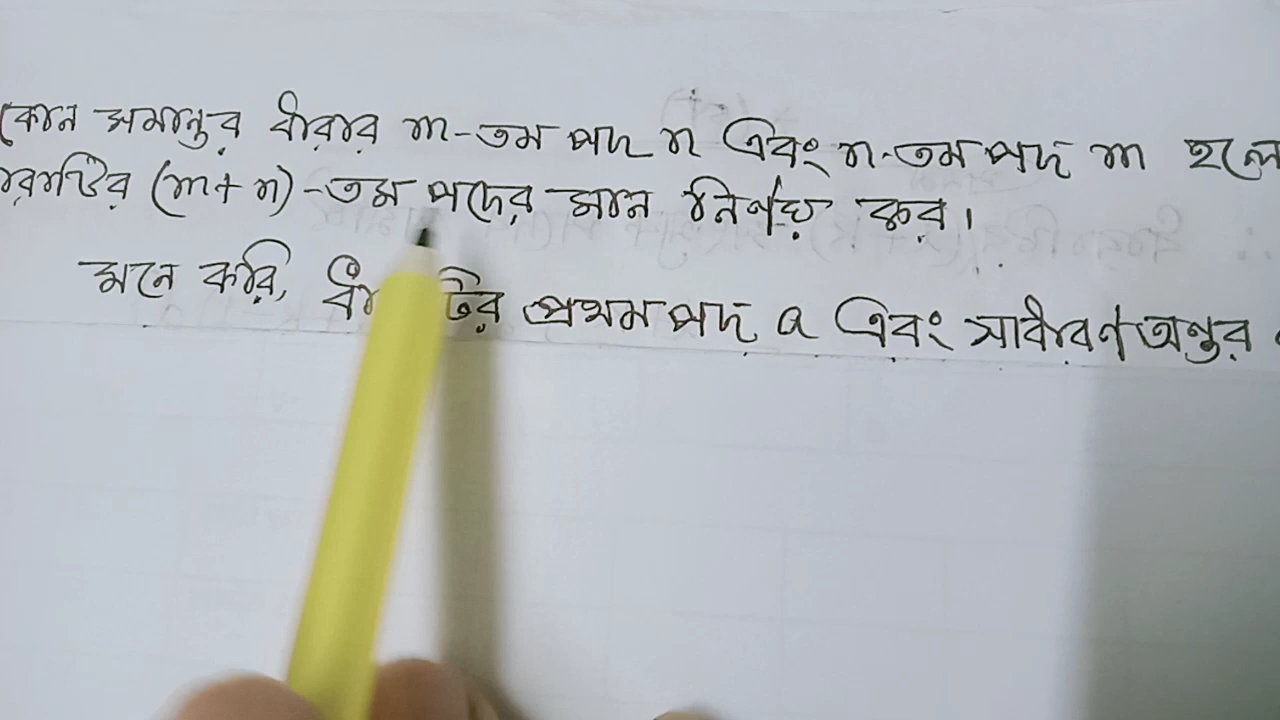 কোন সমান্তর ধারার m-তম পদ n এবং n-তম পদ m হলে
রাটির (m+n)-তম পদের মান নির্ণয় কর।
মনে করি, টির প্রথম পদ a এবং সাধারণ অন্তর